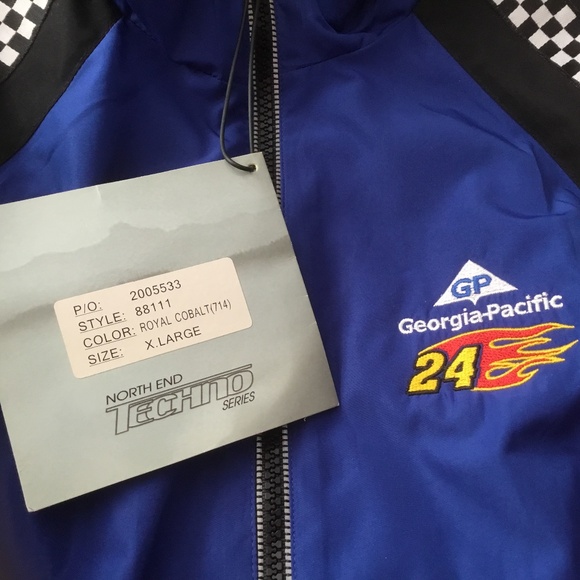 P/O: 2005533
STYLE: 88111
COLOR: ROYAL COBALT(714)
SIZE: X.LARGE
NORTH END
TECHNO
SERIES
GP
Georgia-Pacific
24